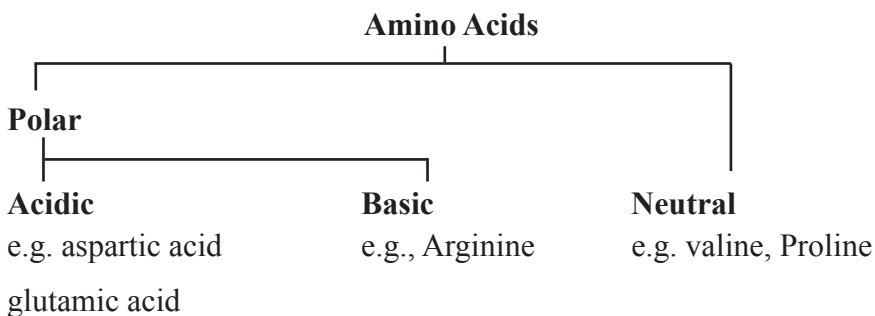 Amino Acids
Polar
Acidic Basic Neutral
e.g. aspartic acid e.g., Arginine e.g. valine, Proline
glutamic acid